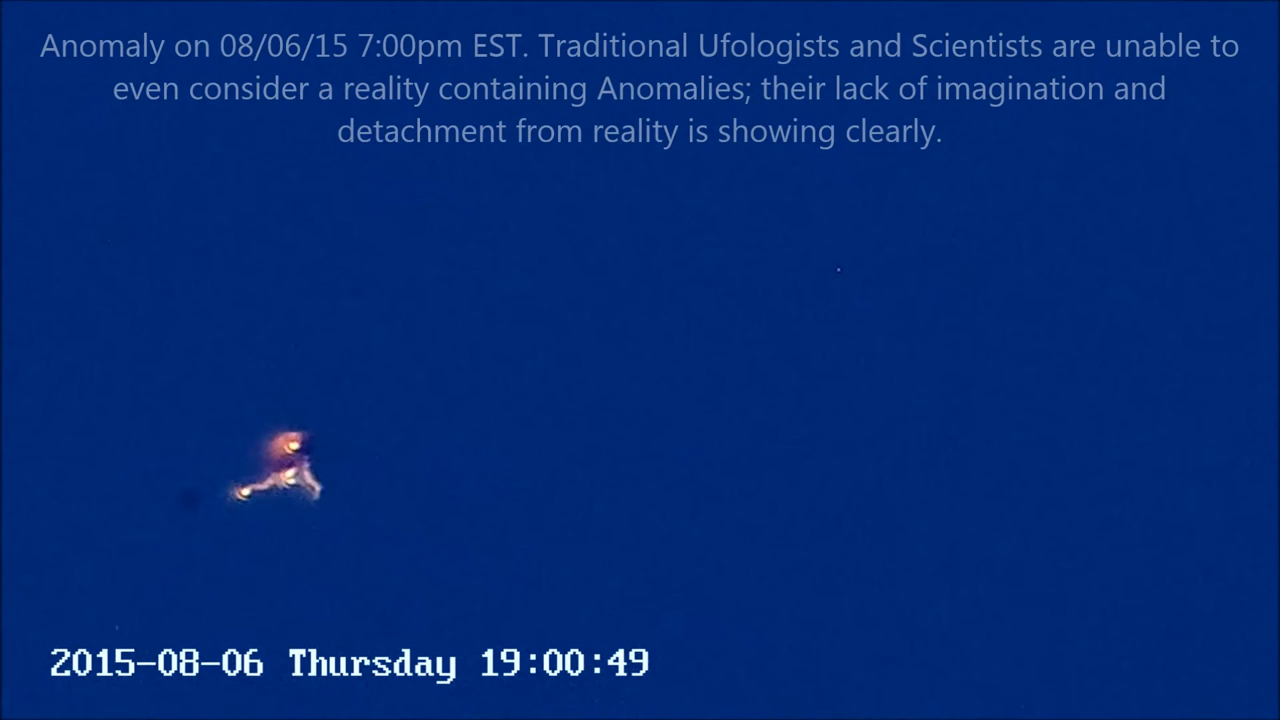 Anomaly on 08/06/15 7:00pm EST. Traditional Ufologists and Scientists are unable to
even consider a reality containing Anomalies; their lack of imagination and
detachment from reality is showing clearly.
2015-08-06 Thursday 19:00:49